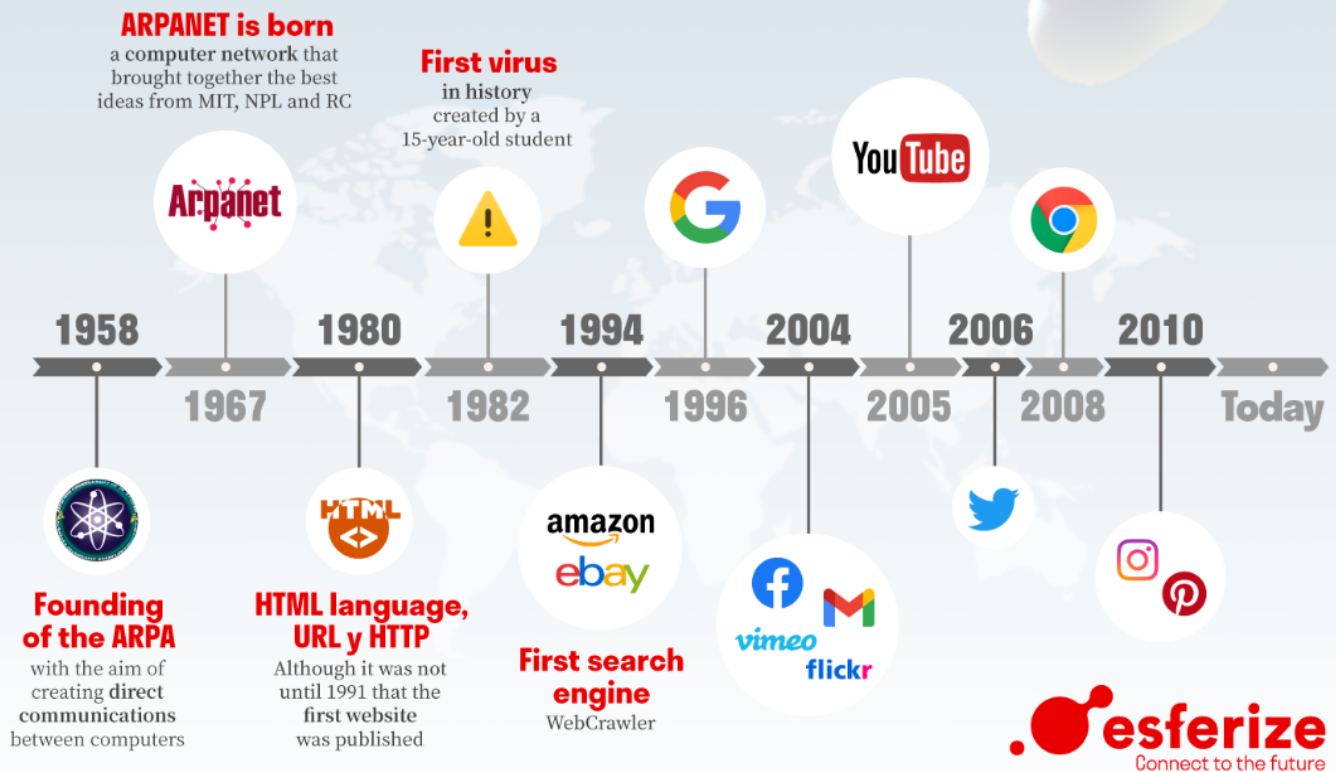 ARPANET is born
a computer network that
brought together the best
ideas from MIT, NPL and RC
Arpanet
First virus
in history
created by a
15-year-old student
YouTube
1958
1980
1994
2004
2006
2010
1967
1982
1996
2005
2008
Today
Founding
of the ARPA
with the aim of
creating direct
communications
between computers
HTML
HTML language,
URL y HTTP
Although it was not
until 1991 that the
first website
was published
amazon
ebay
First search
engine
WebCrawler
vimeo
flickr
esferize
Connect to the future